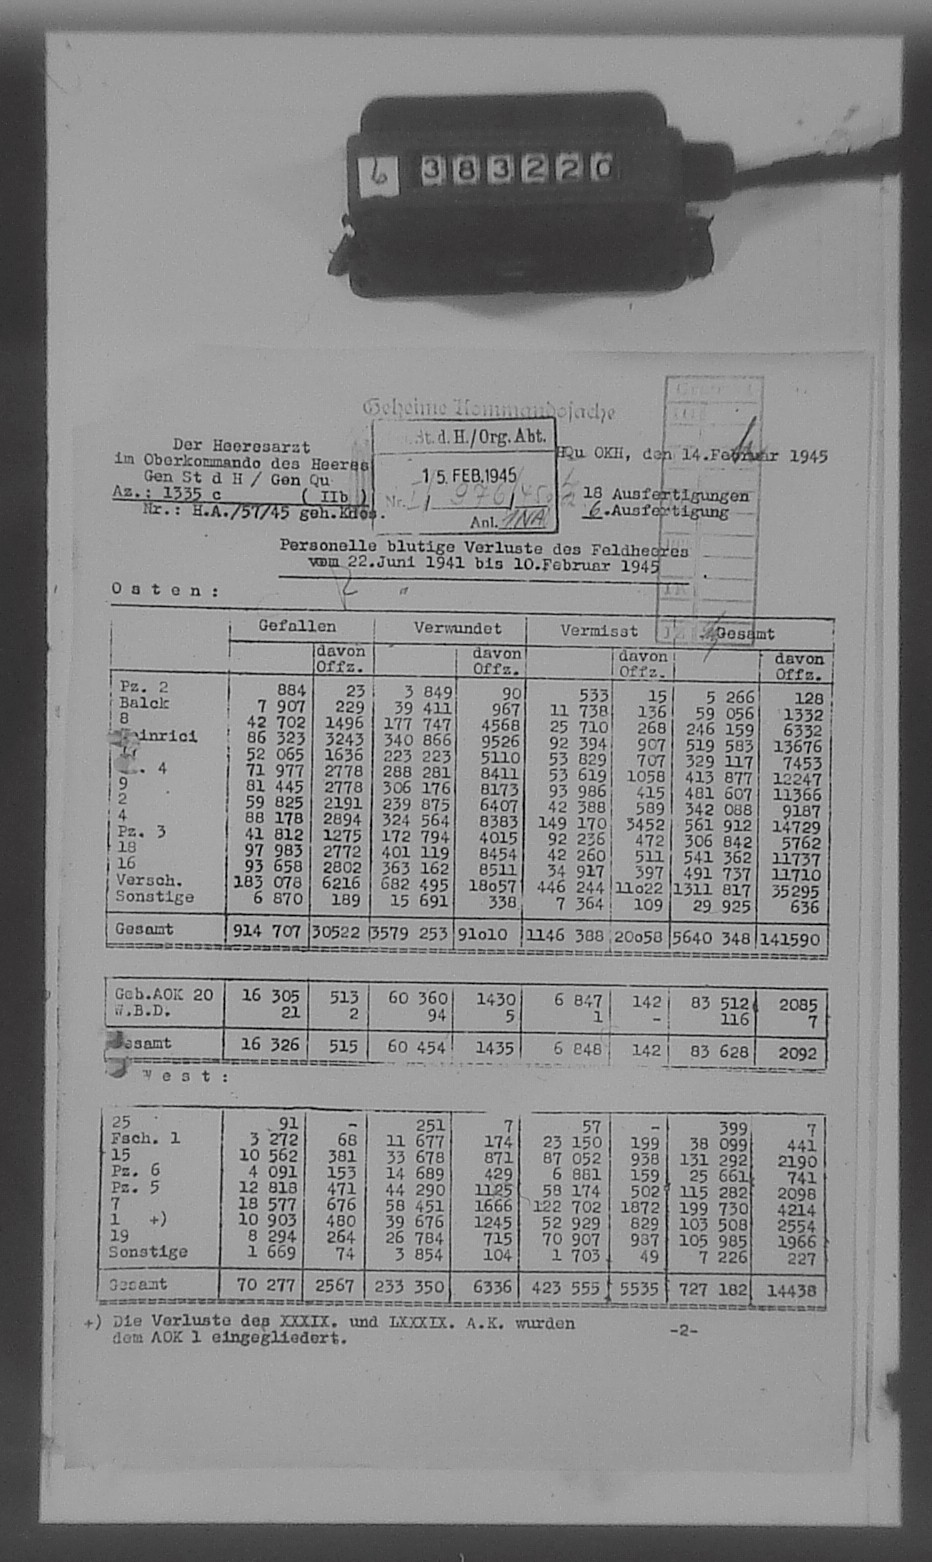 6 383220
Geheime Kommandosache
Der Heeresarzt
im Oberkommando des Heeres
Gen St d H / Gen Qu
Az.: 1335 c ( IIb )
Nr.: H.A./57/45 geh.Kdos.
St.d.H./Org.Abt.
15. FEB.1945
Nr.
Anl. 1NA
HQu OKH, den 14.Februar 1945
18 Ausfertigungen
6.Ausfertigung
Personelle blutige Verluste des Feldheeres
vom 22.Juni 1941 bis 10.Februar 1945
Osten:
Gefallen Verwundet Vermisst Gesamt
davon Offz. davon Offz. davon Offz. davon Offz.
Pz. 2 884 23 3 849 90 533 15 5 266 128
Balck 7 907 229 39 411 967 11 738 136 59 056 1332
8 42 702 1496 177 747 4568 25 710 268 246 159 6332
inrici 86 323 3243 340 866 9526 92 394 907 519 583 13676
52 065 1636 223 223 5110 53 829 707 329 117 7453
. 4 71 977 2778 288 281 8411 53 619 1058 413 877 12247
9 81 445 2778 306 176 8173 93 986 415 481 607 11366
2 59 825 2191 239 875 6407 42 388 589 342 088 9187
4 88 178 2894 324 564 8383 149 170 3452 561 912 14729
Pz. 3 41 812 1275 172 794 4015 92 236 472 306 842 5762
18 97 983 2772 401 119 8454 42 260 511 541 362 11737
16 93 658 2802 363 162 8511 34 917 397 491 737 11710
Versch. 183 078 6216 682 495 18o57 446 244 11o22 1311 817 35295
Sonstige 6 870 189 15 691 338 7 364 109 29 925 636
Gesamt 914 707 30522 3579 253 91o10 1146 388 20o58 5640 348 141590
Geb.AOK 20 16 305 513 60 360 1430 6 847 142 83 512 2085
W.B.D. 21 2 94 5 1 - 116 7
Gesamt 16 326 515 60 454 1435 6 848 142 83 628 2092
West:
25 91 - 251 7 57 - 399 7
Fsch. 1 3 272 68 11 677 174 23 150 199 38 099 441
15 10 562 381 33 678 871 87 052 938 131 292 2190
Pz. 6 4 091 153 14 689 429 6 881 159 25 661 741
Pz. 5 12 818 471 44 290 1125 58 174 502 115 282 2098
7 18 577 676 58 451 1666 122 702 1872 199 730 4214
1 +) 10 903 480 39 676 1245 52 929 829 103 508 2554
19 8 294 264 26 784 715 70 907 987 105 985 1966
Sonstige 1 669 74 3 854 104 1 703 49 7 226 227
Gesamt 70 277 2567 233 350 6336 423 555 5535 727 182 14438
+) Die Verluste des XXXIX. und LXXXIX. A.K. wurden
dem AOK 1 eingegliedert.
-2-